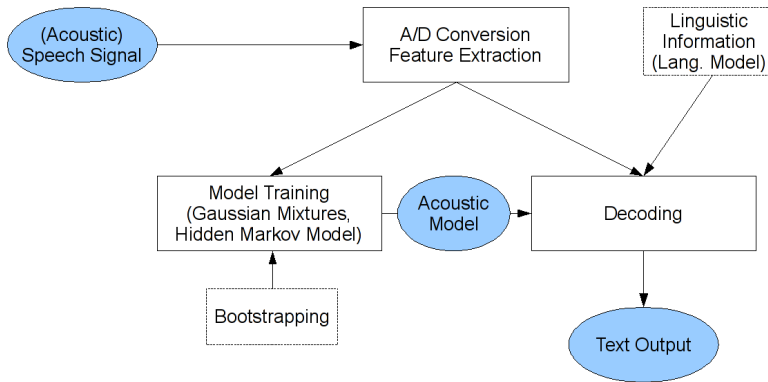 (Acoustic)
Speech Signal
A/D Conversion
Feature Extraction
Linguistic
Information
(Lang. Model)
Model Training
(Gaussian Mixtures,
Hidden Markov Model)
Acoustic
Model
Decoding
Bootstrapping
Text Output